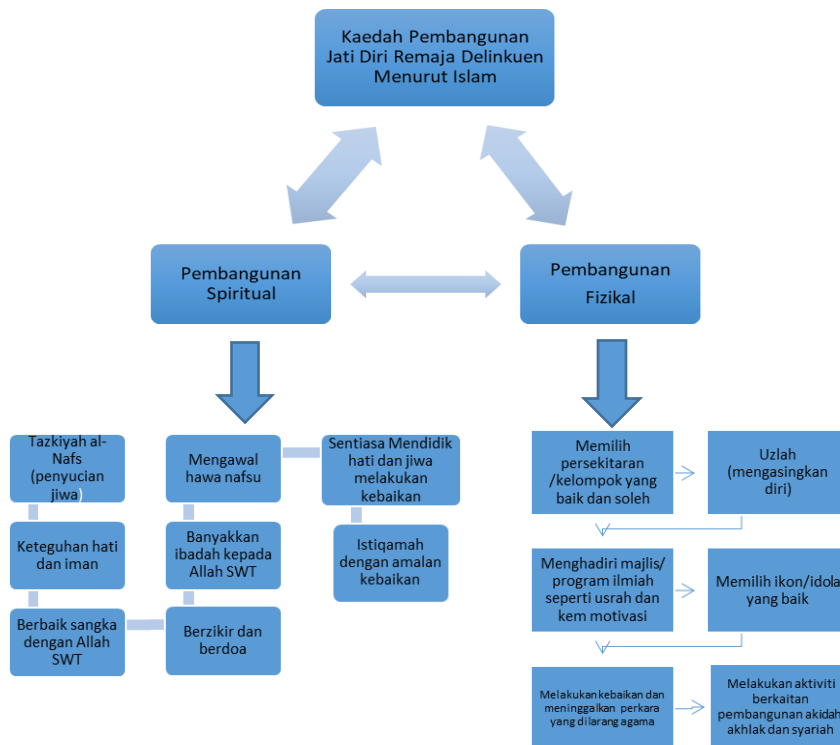 Kaedah Pembangunan
Jati Diri Remaja Delinkuen
Menurut Islam
Pembangunan
Spiritual
Pembangunan
Fizikal
Tazkiyah al-
Nafs
(penyucian
jiwa)
Keteguhan hati
dan iman
Berbaik sangka
dengan Allah
SWT
Berzikir dan
berdoa
Banyakkan
ibadah kepada
Allah SWT
Mengawal
hawa nafsu
Sentiasa Mendidik
hati dan jiwa
melakukan
kebaikan
Istiqamah
dengan amalan
kebaikan
Memilih
persekitaran
/kelompok yang
baik dan soleh
Uzlah
(mengasingkan
diri)
Menghadiri majlis/
program ilmiah
seperti usrah dan
kem motivasi
Memilih ikon/idola
yang baik
Melakukan kebaikan dan
meninggalkan perkara
yang dilarang agama
Melakukan aktiviti
berkaitan
pembangunan akidah,
akhlak dan syariah